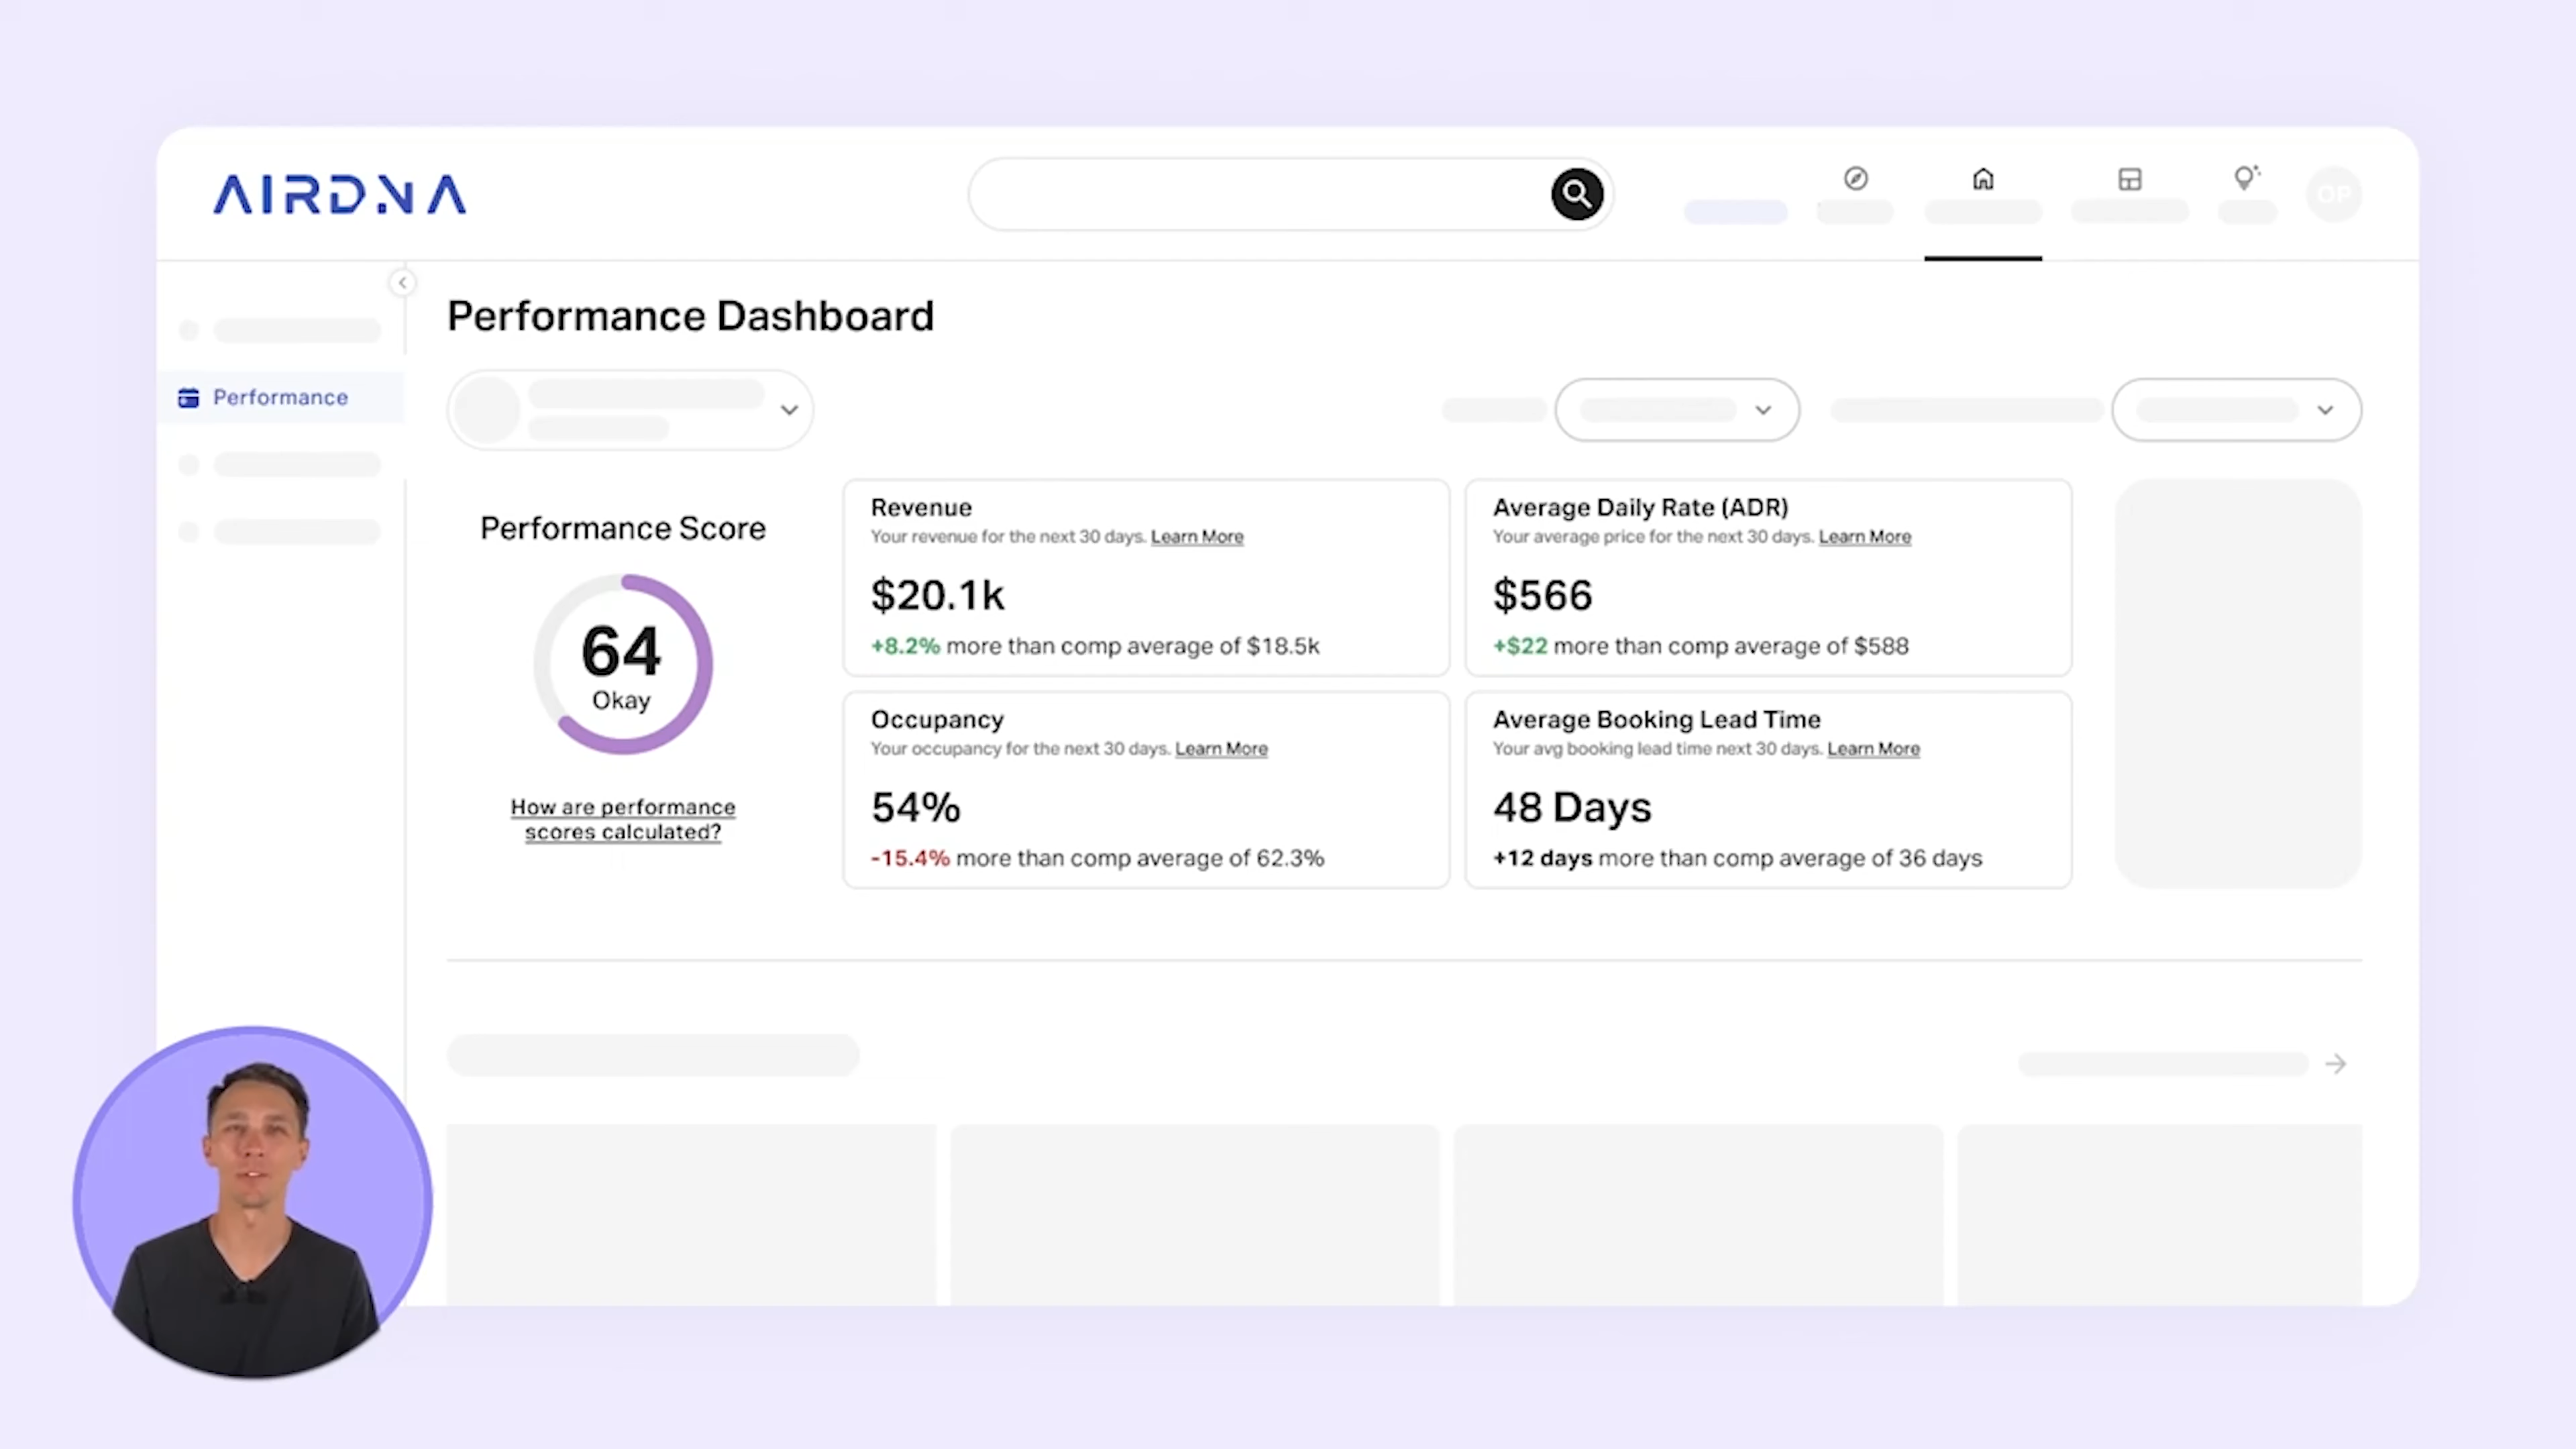 AIRDNA
OP
Performance Dashboard
Performance
Performance Score
64
Okay
How are performance
scores calculated?
Revenue
Your revenue for the next 30 days. Learn More
$20.1k
+8.2% more than comp average of $18.5k
Average Daily Rate (ADR)
Your average price for the next 30 days. Learn More
$566
+$22 more than comp average of $588
Occupancy
Your occupancy for the next 30 days. Learn More
54%
-15.4% more than comp average of 62.3%
Average Booking Lead Time
Your avg booking lead time next 30 days. Learn More
48 Days
+12 days more than comp average of 36 days